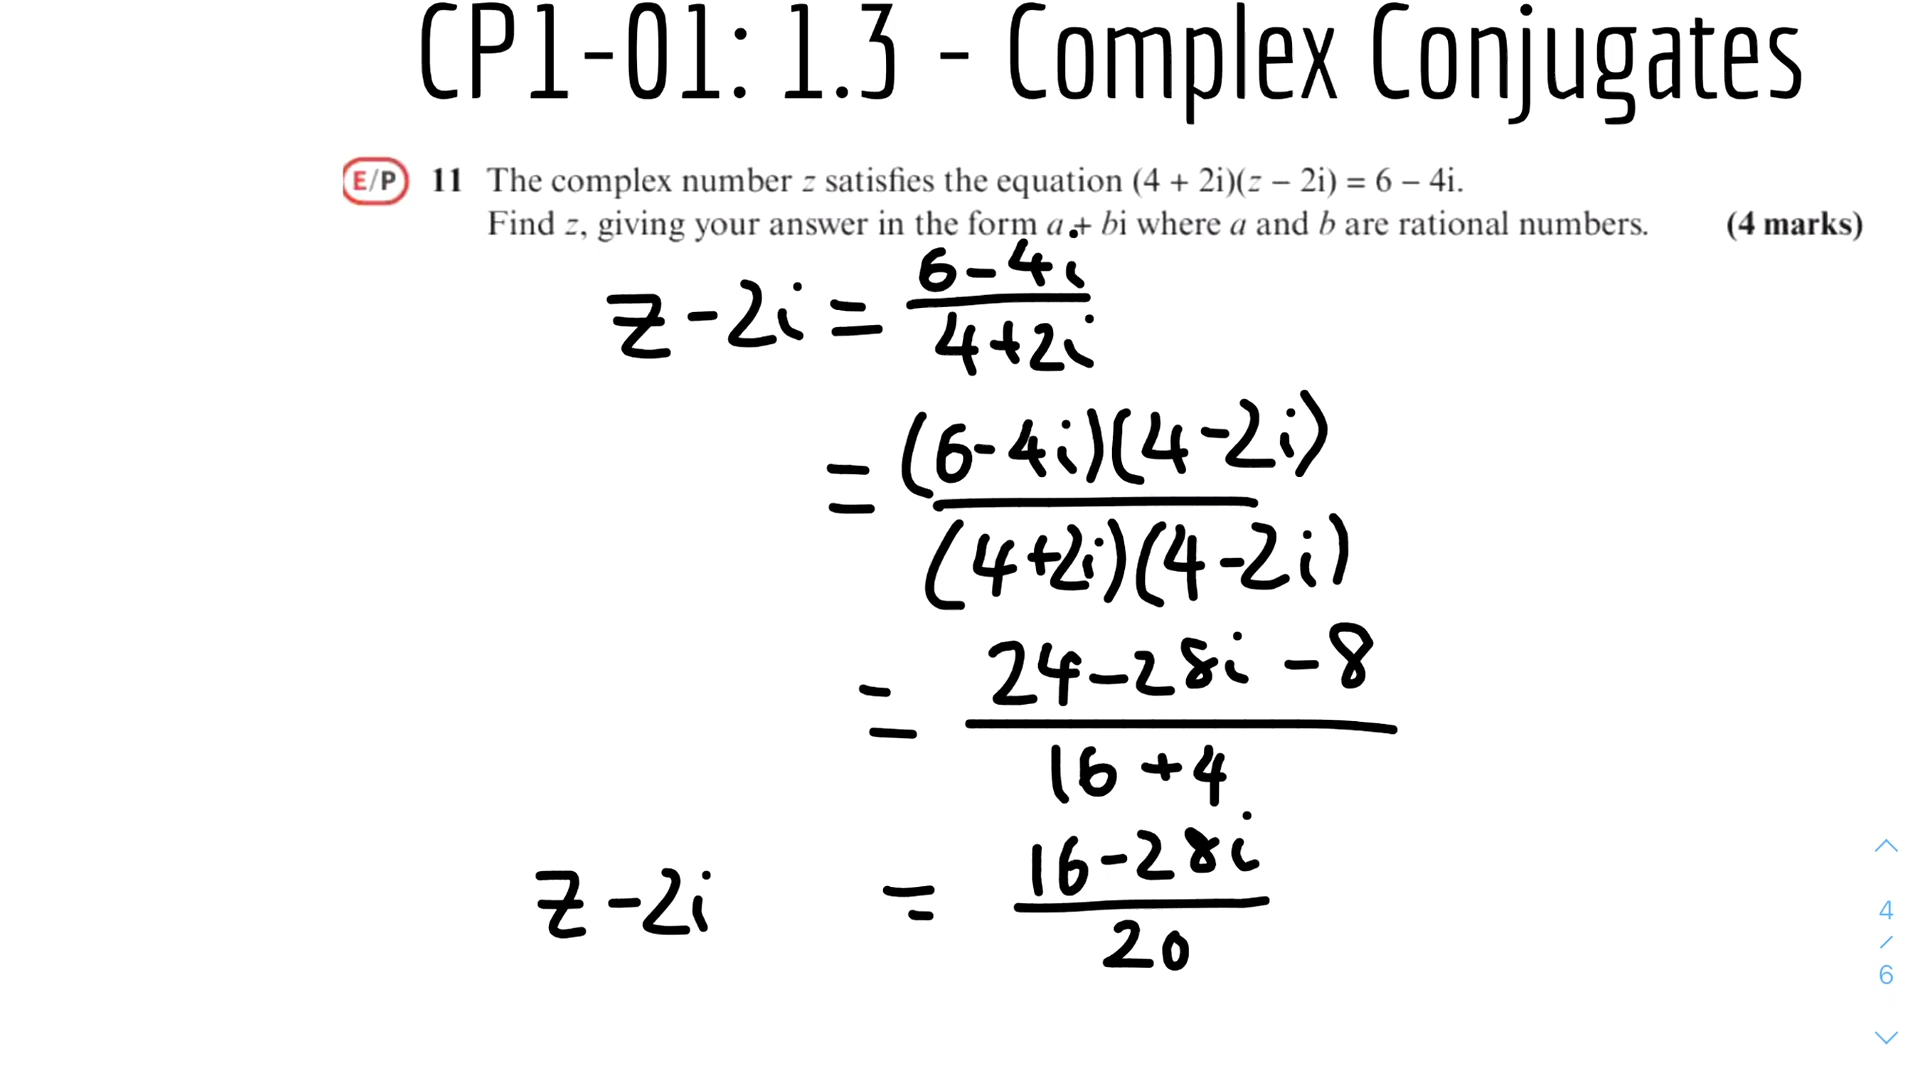 CP1-01: 1.3 - Complex Conjugates
E/P 11 The complex number z satisfies the equation (4 + 2i)(z – 2i) = 6 – 4i.
Find z, giving your answer in the form a + bi where a and b are rational numbers. (4 marks)
z - 2i = (6 - 4i)/(4 + 2i)
= (6 - 4i)(4 - 2i)
(4 + 2i)(4 - 2i)
= 24 - 28i - 8
16 + 4
z - 2i = 16 - 28i
20
4
/
6